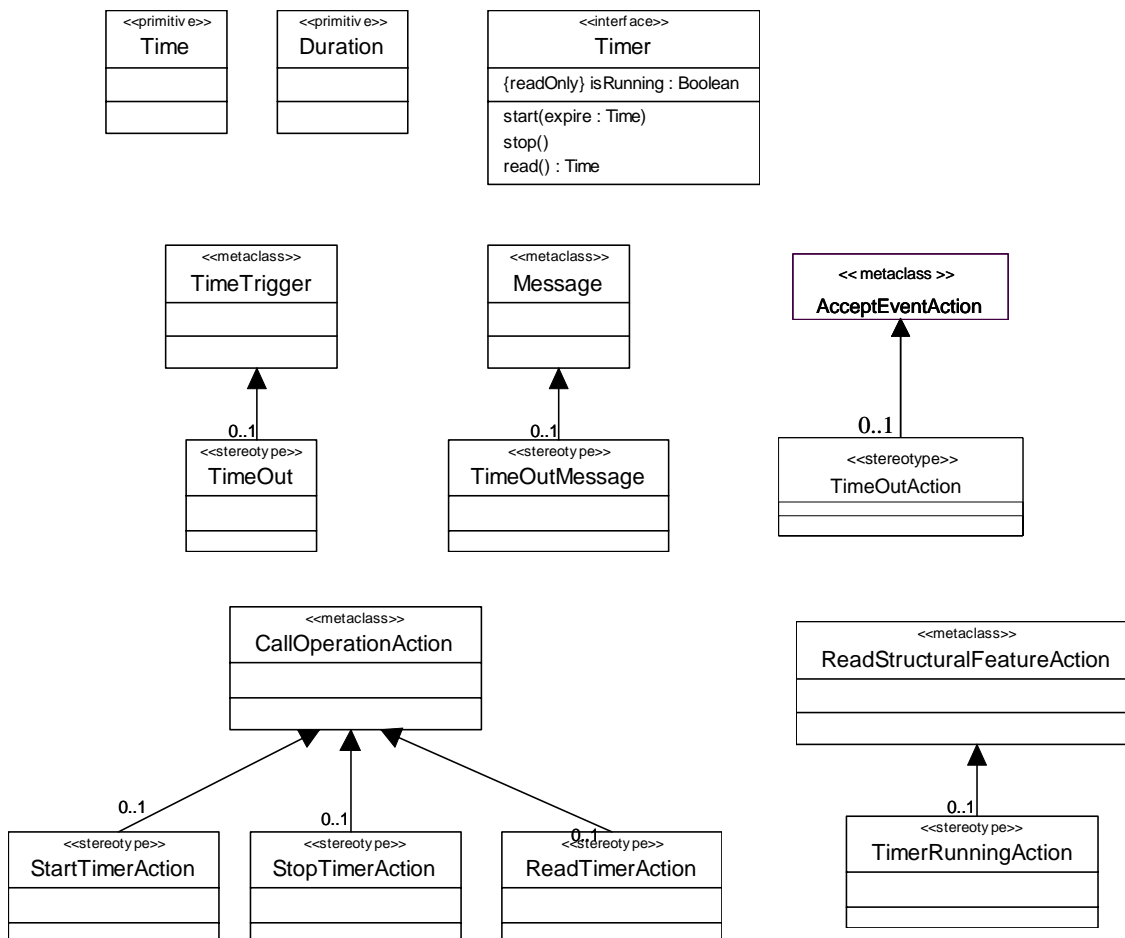 <<primitive>>
Time
<<primitive>>
Duration
<<interface>>
Timer
{readOnly} isRunning : Boolean
start(expire : Time)
stop()
read() : Time
<<metaclass>>
TimeTrigger
<<metaclass>>
Message
<< metaclass >>
AcceptEventAction
0..1
0..1
0..1
<<stereotype>>
TimeOut
<<stereotype>>
TimeOutMessage
<<stereotype>>
TimeOutAction
<<metaclass>>
CallOperationAction
<<metaclass>>
ReadStructuralFeatureAction
0..1
0..1
0..1
0..1
<<stereotype>>
StartTimerAction
<<stereotype>>
StopTimerAction
<<stereotype>>
ReadTimerAction
<<stereotype>>
TimerRunningAction